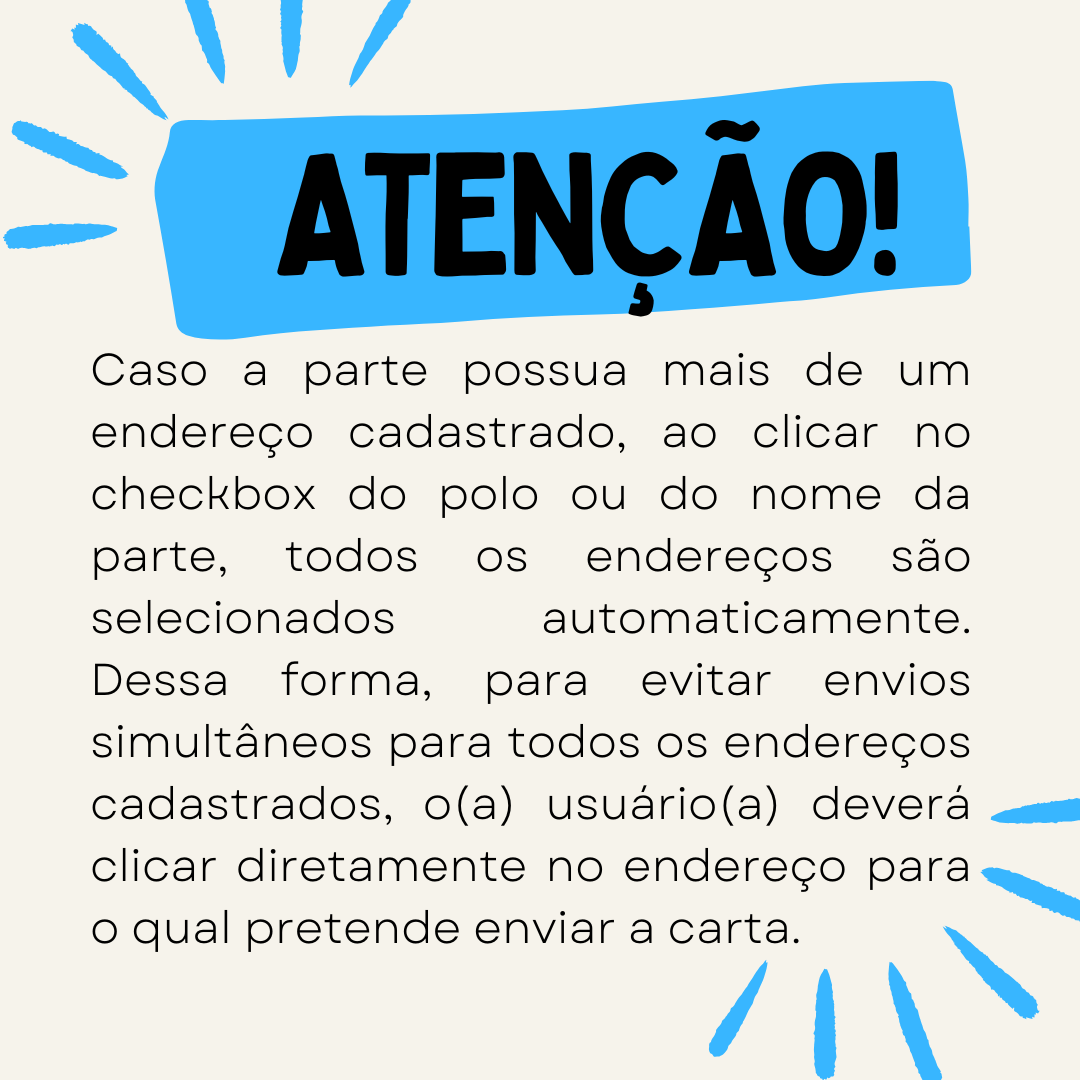 ATENÇÃO!
Caso a parte possua mais de um
endereço cadastrado, ao clicar no
checkbox do polo ou do nome da
parte, todos os endereços são
selecionados automaticamente.
Dessa forma, para evitar envios
simultâneos para todos os endereços
cadastrados, o(a) usuário(a) deverá
clicar diretamente no endereço para
o qual pretende enviar a carta.